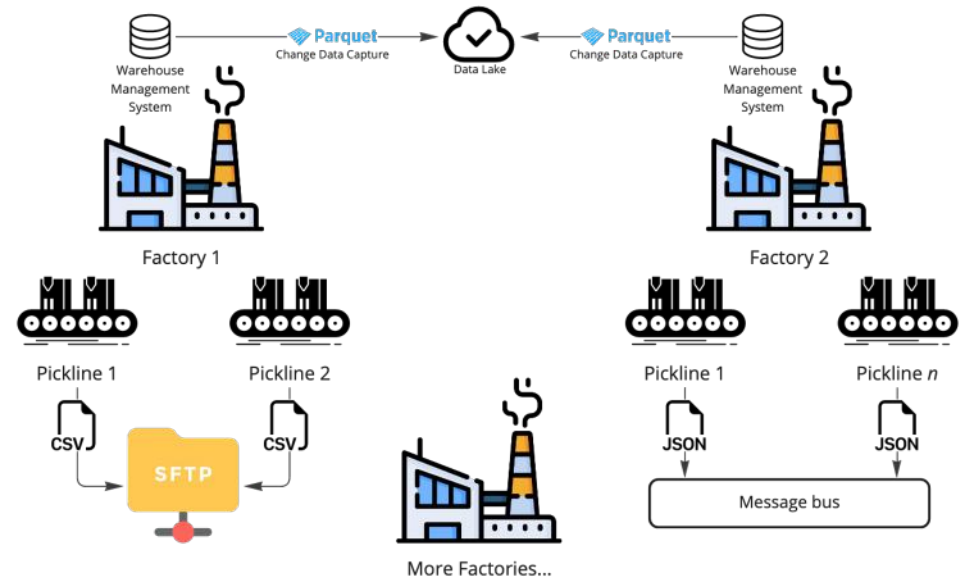 Parquet
Change Data Capture
Data Lake
Parquet
Change Data Capture
Warehouse
Management
System
Warehouse
Management
System
Factory 1
Factory 2
Pickline 1
Pickline 2
Pickline 1
Pickline n
CSV
CSV
JSON
JSON
SFTP
Message bus
More Factories...